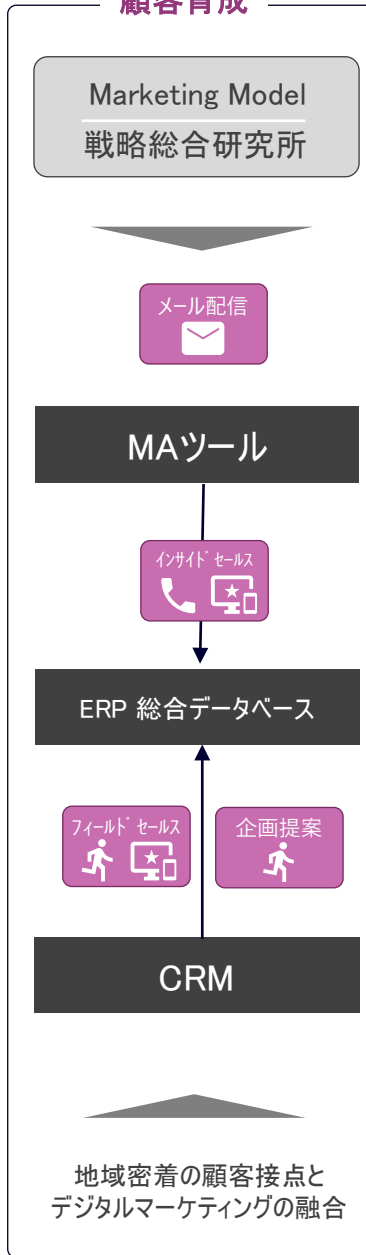 顧客育成
Marketing Model
戦略総合研究所
メール配信
MAツール
インサイドセールス
ERP 総合データベース
フィールドセールス
企画提案
CRM
地域密着の顧客接点と
デジタルマーケティングの融合